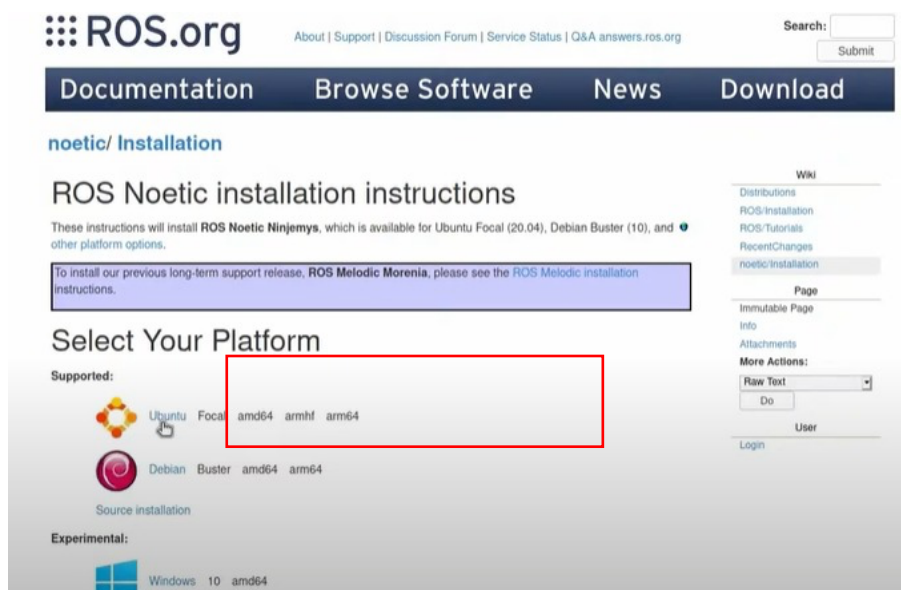 ROS.org
About | Support | Discussion Forum | Service Status | Q&A answers.ros.org
Search:
Submit
Documentation Browse Software News Download
noetic/ Installation
ROS Noetic installation instructions
These instructions will install ROS Noetic Ninjemys, which is available for Ubuntu Focal (20.04), Debian Buster (10), and
other platform options.
To install our previous long-term support release, ROS Melodic Morenia, please see the ROS Melodic installation
instructions.
Select Your Platform
Supported:
Ubuntu Focal amd64 armhf arm64
Debian Buster amd64 arm64
Source installation
Experimental:
Windows 10 amd64
Wiki
Distributions
ROS/Installation
ROS/Tutorials
RecentChanges
noetic/Installation
Page
Immutable Page
Info
Attachments
More Actions:
Raw Text
Do
User
Login